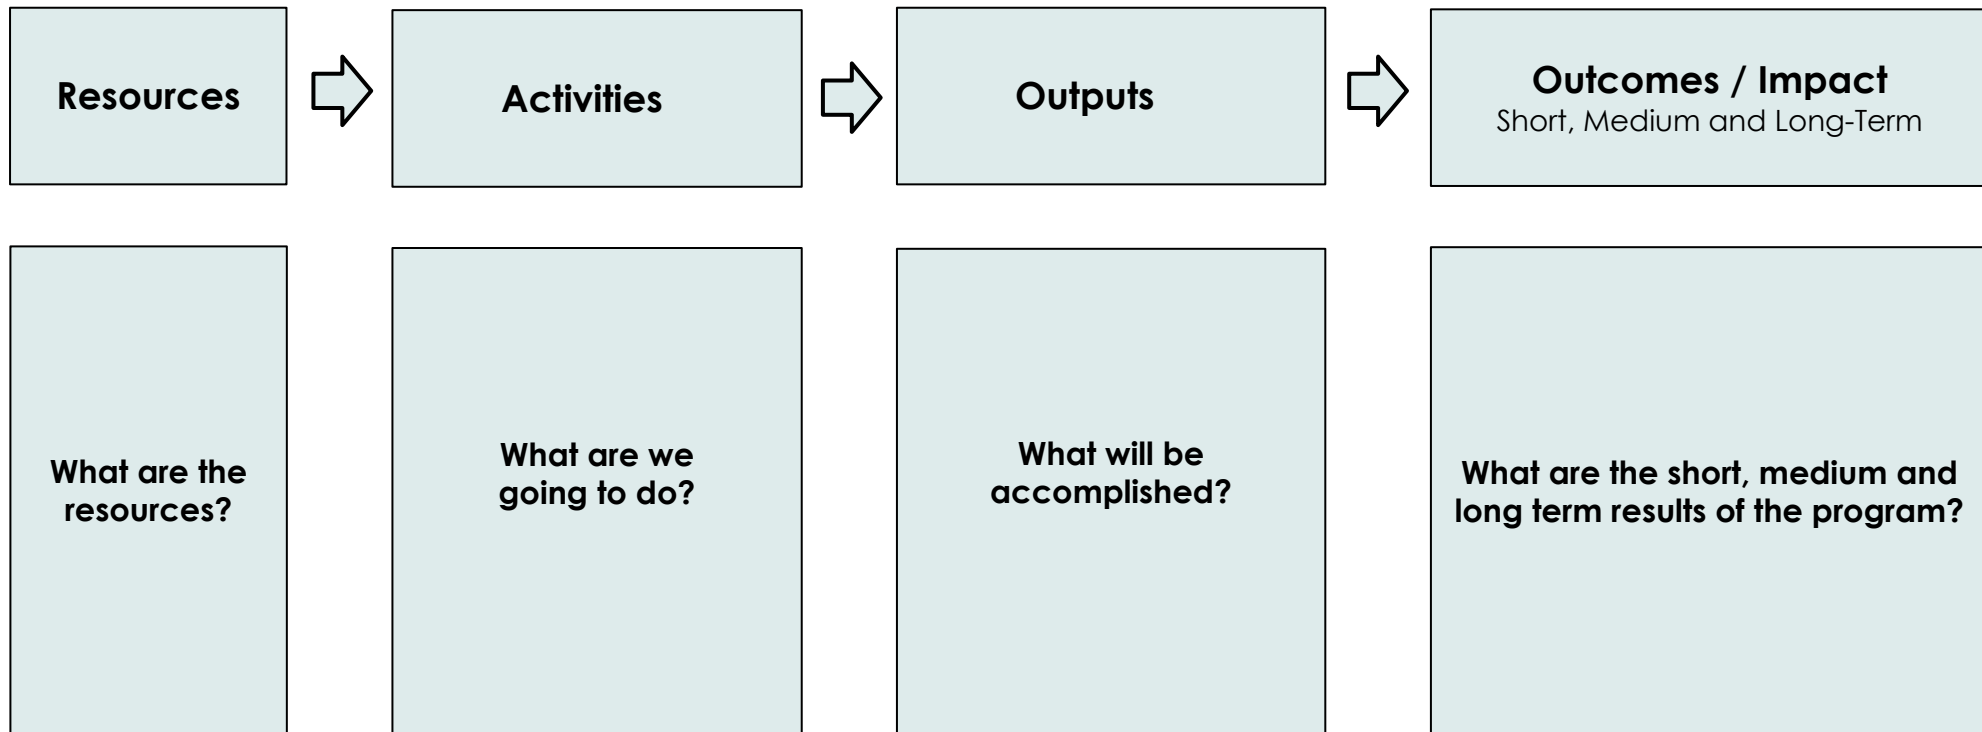 Resources
Activities
Outputs
Outcomes / Impact
Short, Medium and Long-Term
What are the
resources?
What are we
going to do?
What will be
accomplished?
What are the short, medium and
long term results of the program?